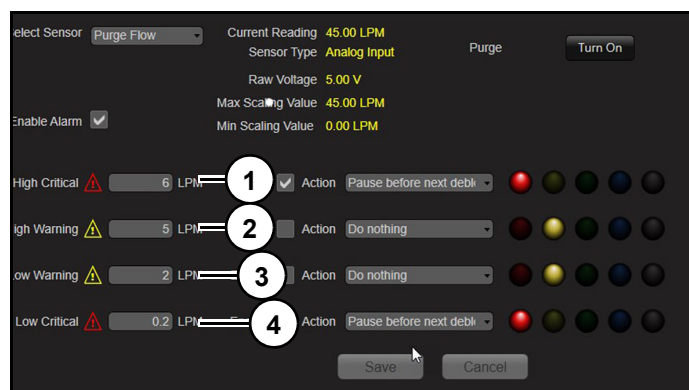 elect Sensor Purge Flow Current Reading 45.00 LPM
Sensor Type Analog Input Purge Turn On
Raw Voltage 5.00 V
Max Scaling Value 45.00 LPM
Enable Alarm Min Scaling Value 0.00 LPM
High Critical 6 LPM 1 Action Pause before next debl
igh Warning 5 LPM 2 Action Do nothing
ow Warning 2 LPM 3 Action Do nothing
Low Critical 0.2 LPM 4 Action Pause before next debl
Save Cancel